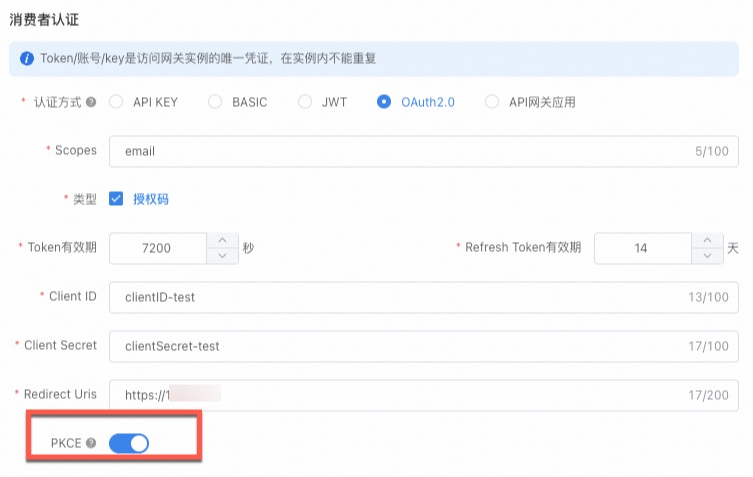 消费者认证
Token/账号/key是访问网关实例的唯一凭证，在实例内不能重复
* 认证方式 API KEY BASIC JWT OAuth2.0 API网关应用
* Scopes email 5/100
* 类型 授权码
* Token有效期 7200 秒 * Refresh Token有效期 14 天
* Client ID clientID-test 13/100
* Client Secret clientSecret-test 17/100
* Redirect Uris https://1 17/200
PKCE